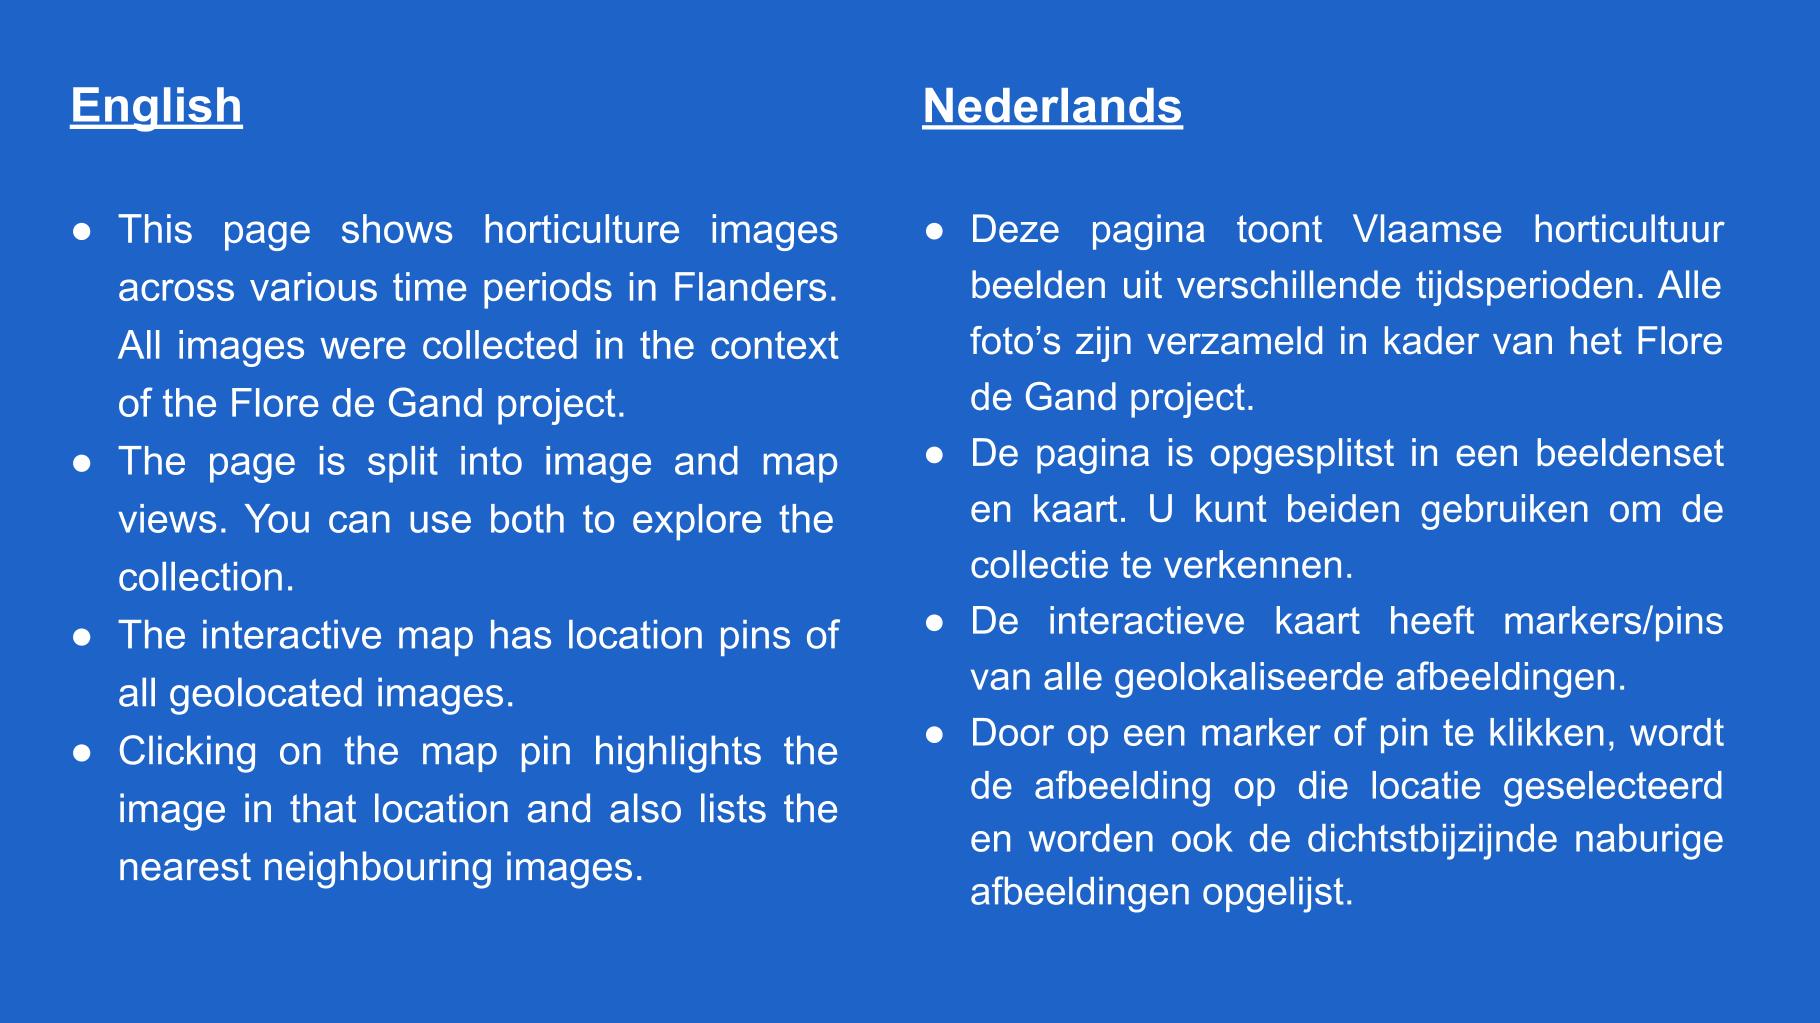 English
● This page shows horticulture images
across various time periods in Flanders.
All images were collected in the context
of the Flore de Gand project.
● The page is split into image and map
views. You can use both to explore the
collection.
● The interactive map has location pins of
all geolocated images.
● Clicking on the map pin highlights the
image in that location and also lists the
nearest neighbouring images.
Nederlands
● Deze pagina toont Vlaamse horticultuur
beelden uit verschillende tijdsperioden. Alle
foto’s zijn verzameld in kader van het Flore
de Gand project.
● De pagina is opgesplitst in een beeldenset
en kaart. U kunt beiden gebruiken om de
collectie te verkennen.
● De interactieve kaart heeft markers/pins
van alle geolokaliseerde afbeeldingen.
● Door op een marker of pin te klikken, wordt
de afbeelding op die locatie geselecteerd
en worden ook de dichtstbijzijnde naburige
afbeeldingen opgelijst.